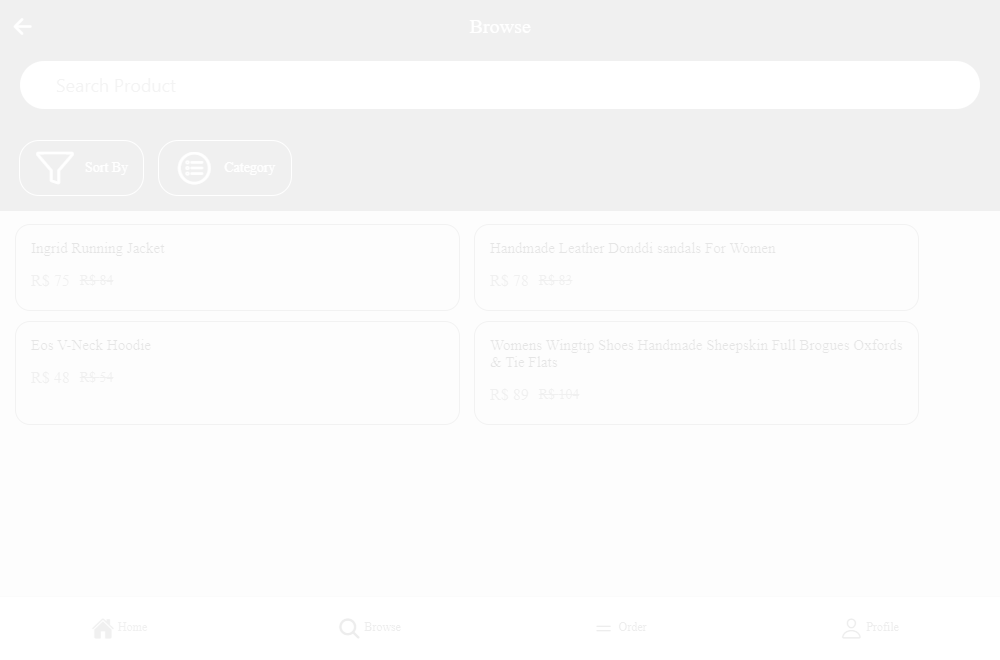 Browse
Search Product
Sort By
Category
Ingrid Running Jacket
R$ 75 R$ 84
Handmade Leather Donddi sandals For Women
R$ 78 R$ 83
Eos V-Neck Hoodie
R$ 48 R$ 54
Womens Wingtip Shoes Handmade Sheepskin Full Brogues Oxfords
& Tie Flats
R$ 89 R$ 104
Home
Browse
Order
Profile